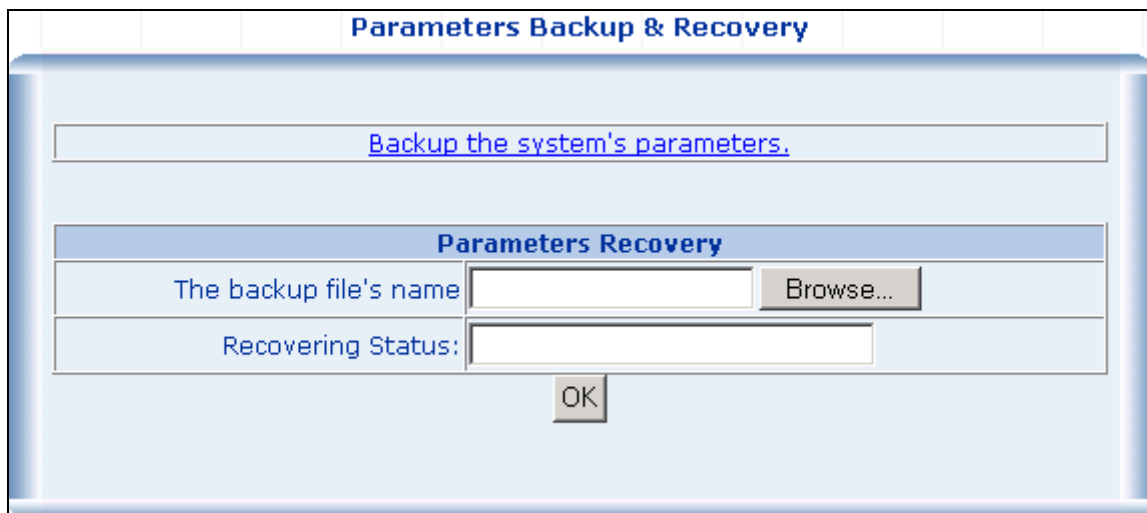 Parameters Backup & Recovery
Backup the system's parameters.
Parameters Recovery
The backup file's name Browse...
Recovering Status:
OK